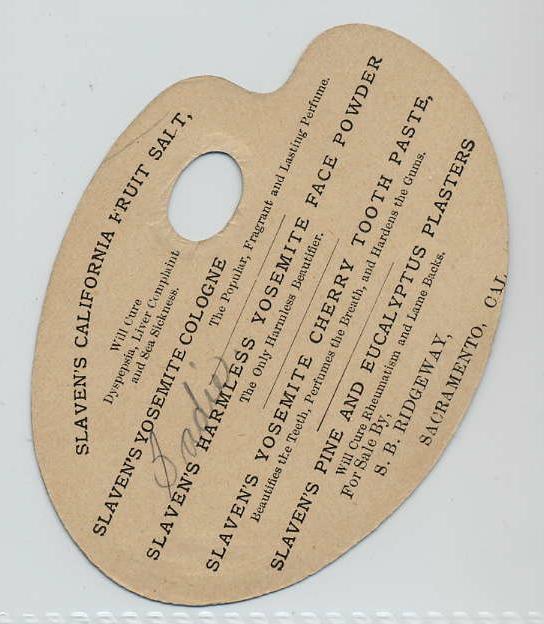 SLAVEN'S CALIFORNIA FRUIT SALT,
Will Cure
Dyspepsia, Liver Complaint
and Sea Sickness.
SLAVEN'S YOSEMITE COLOGNE
The Popular, Fragrant and Lasting Perfume.
Sadie
SLAVEN'S HARMLESS YOSEMITE FACE POWDER
The Only Harmless Beautifier.
SLAVEN'S YOSEMITE CHERRY TOOTH PASTE,
Beautifies the Teeth, Perfumes the Breath, and Hardens the Gums.
SLAVEN'S PINE AND EUCALYPTUS PLASTERS
Will Cure Rheumatism and Lame Backs.
For Sale By,
S. B. RIDGEWAY,
SACRAMENTO, CAL